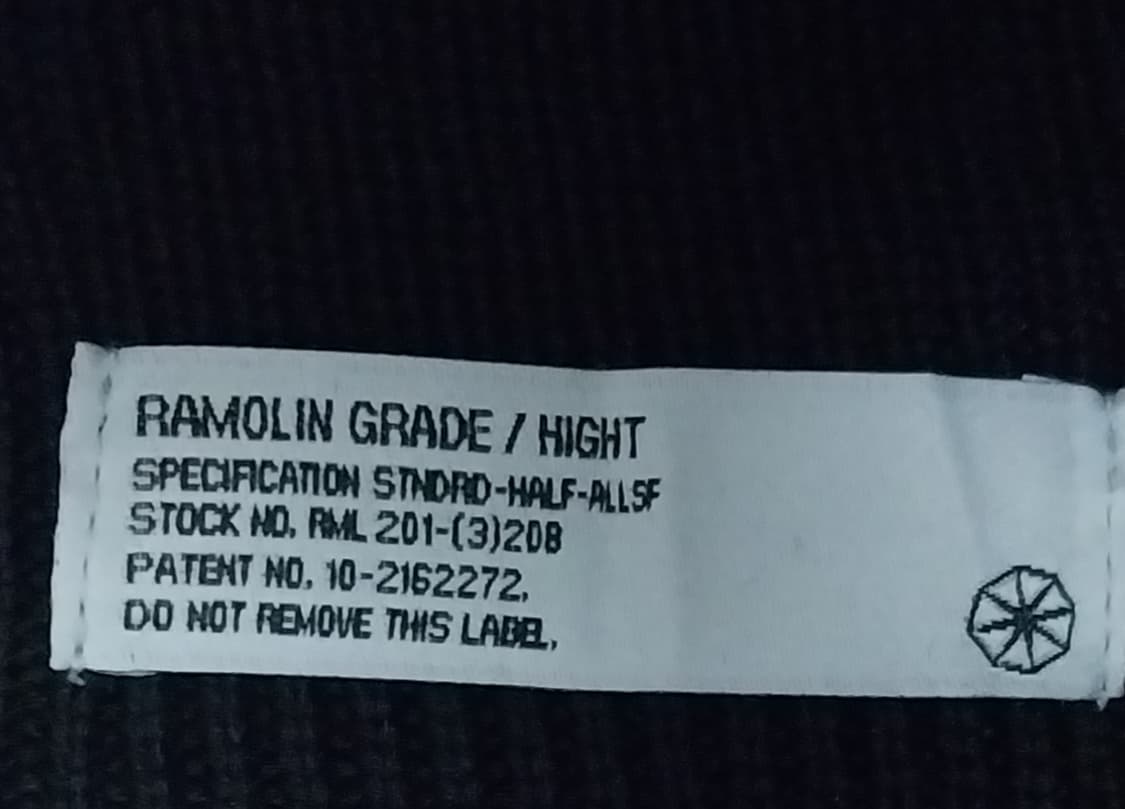 RAMOLIN GRADE / HIGHT
SPECIFICATION STNDRD-HALF-ALLSF
STOCK NO. RML 201-(3)208
PATENT NO. 10-2162272.
DO NOT REMOVE THIS LABEL.